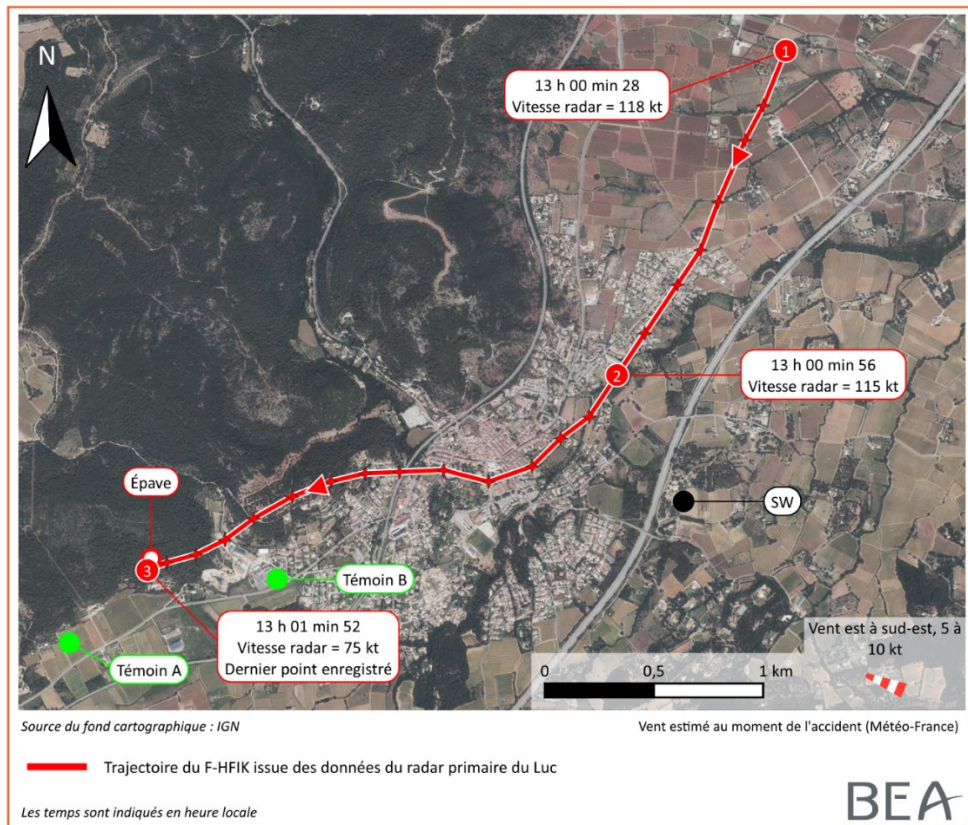 N
1
13 h 00 min 28
Vitesse radar = 118 kt
2
13 h 00 min 56
Vitesse radar = 115 kt
Épave
SW
3
Témoin B
Témoin A
13 h 01 min 52
Vitesse radar = 75 kt
Dernier point enregistré
Vent est à sud-est, 5 à
10 kt
0
0,5
1 km
Source du fond cartographique : IGN
Vent estimé au moment de l'accident (Météo-France)
Trajectoire du F-HFIK issue des données du radar primaire du Luc
Les temps sont indiqués en heure locale
BEA